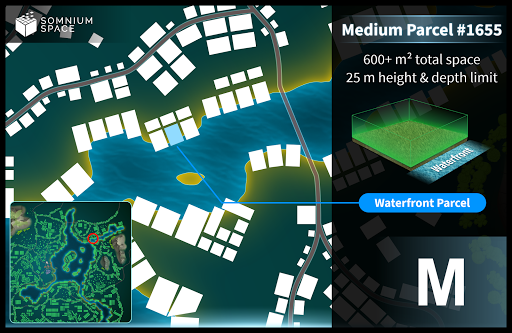 SOMNIUM
SPACE
Medium Parcel #1655
600+ m² total space
25 m height & depth limit
Waterfront
Waterfront Parcel
M